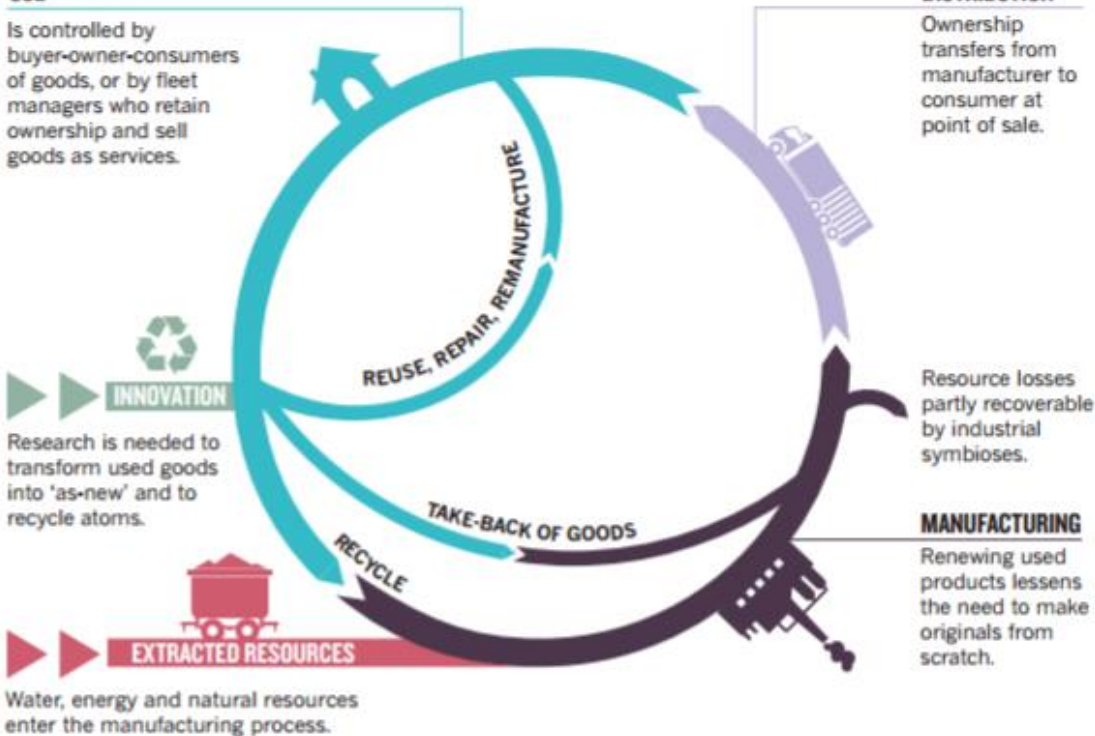 Is controlled by
buyer-owner-consumers
of goods, or by fleet
managers who retain
ownership and sell
goods as services.
Ownership
transfers from
manufacturer to
consumer at
point of sale.
REUSE, REPAIR, REMANUFACTURE
INNOVATION
Research is needed to
transform used goods
into ‘as-new’ and to
recycle atoms.
Resource losses
partly recoverable
by industrial
symbioses.
TAKE-BACK OF GOODS
RECYCLE
MANUFACTURING
Renewing used
products lessens
the need to make
originals from
scratch.
EXTRACTED RESOURCES
Water, energy and natural resources
enter the manufacturing process.